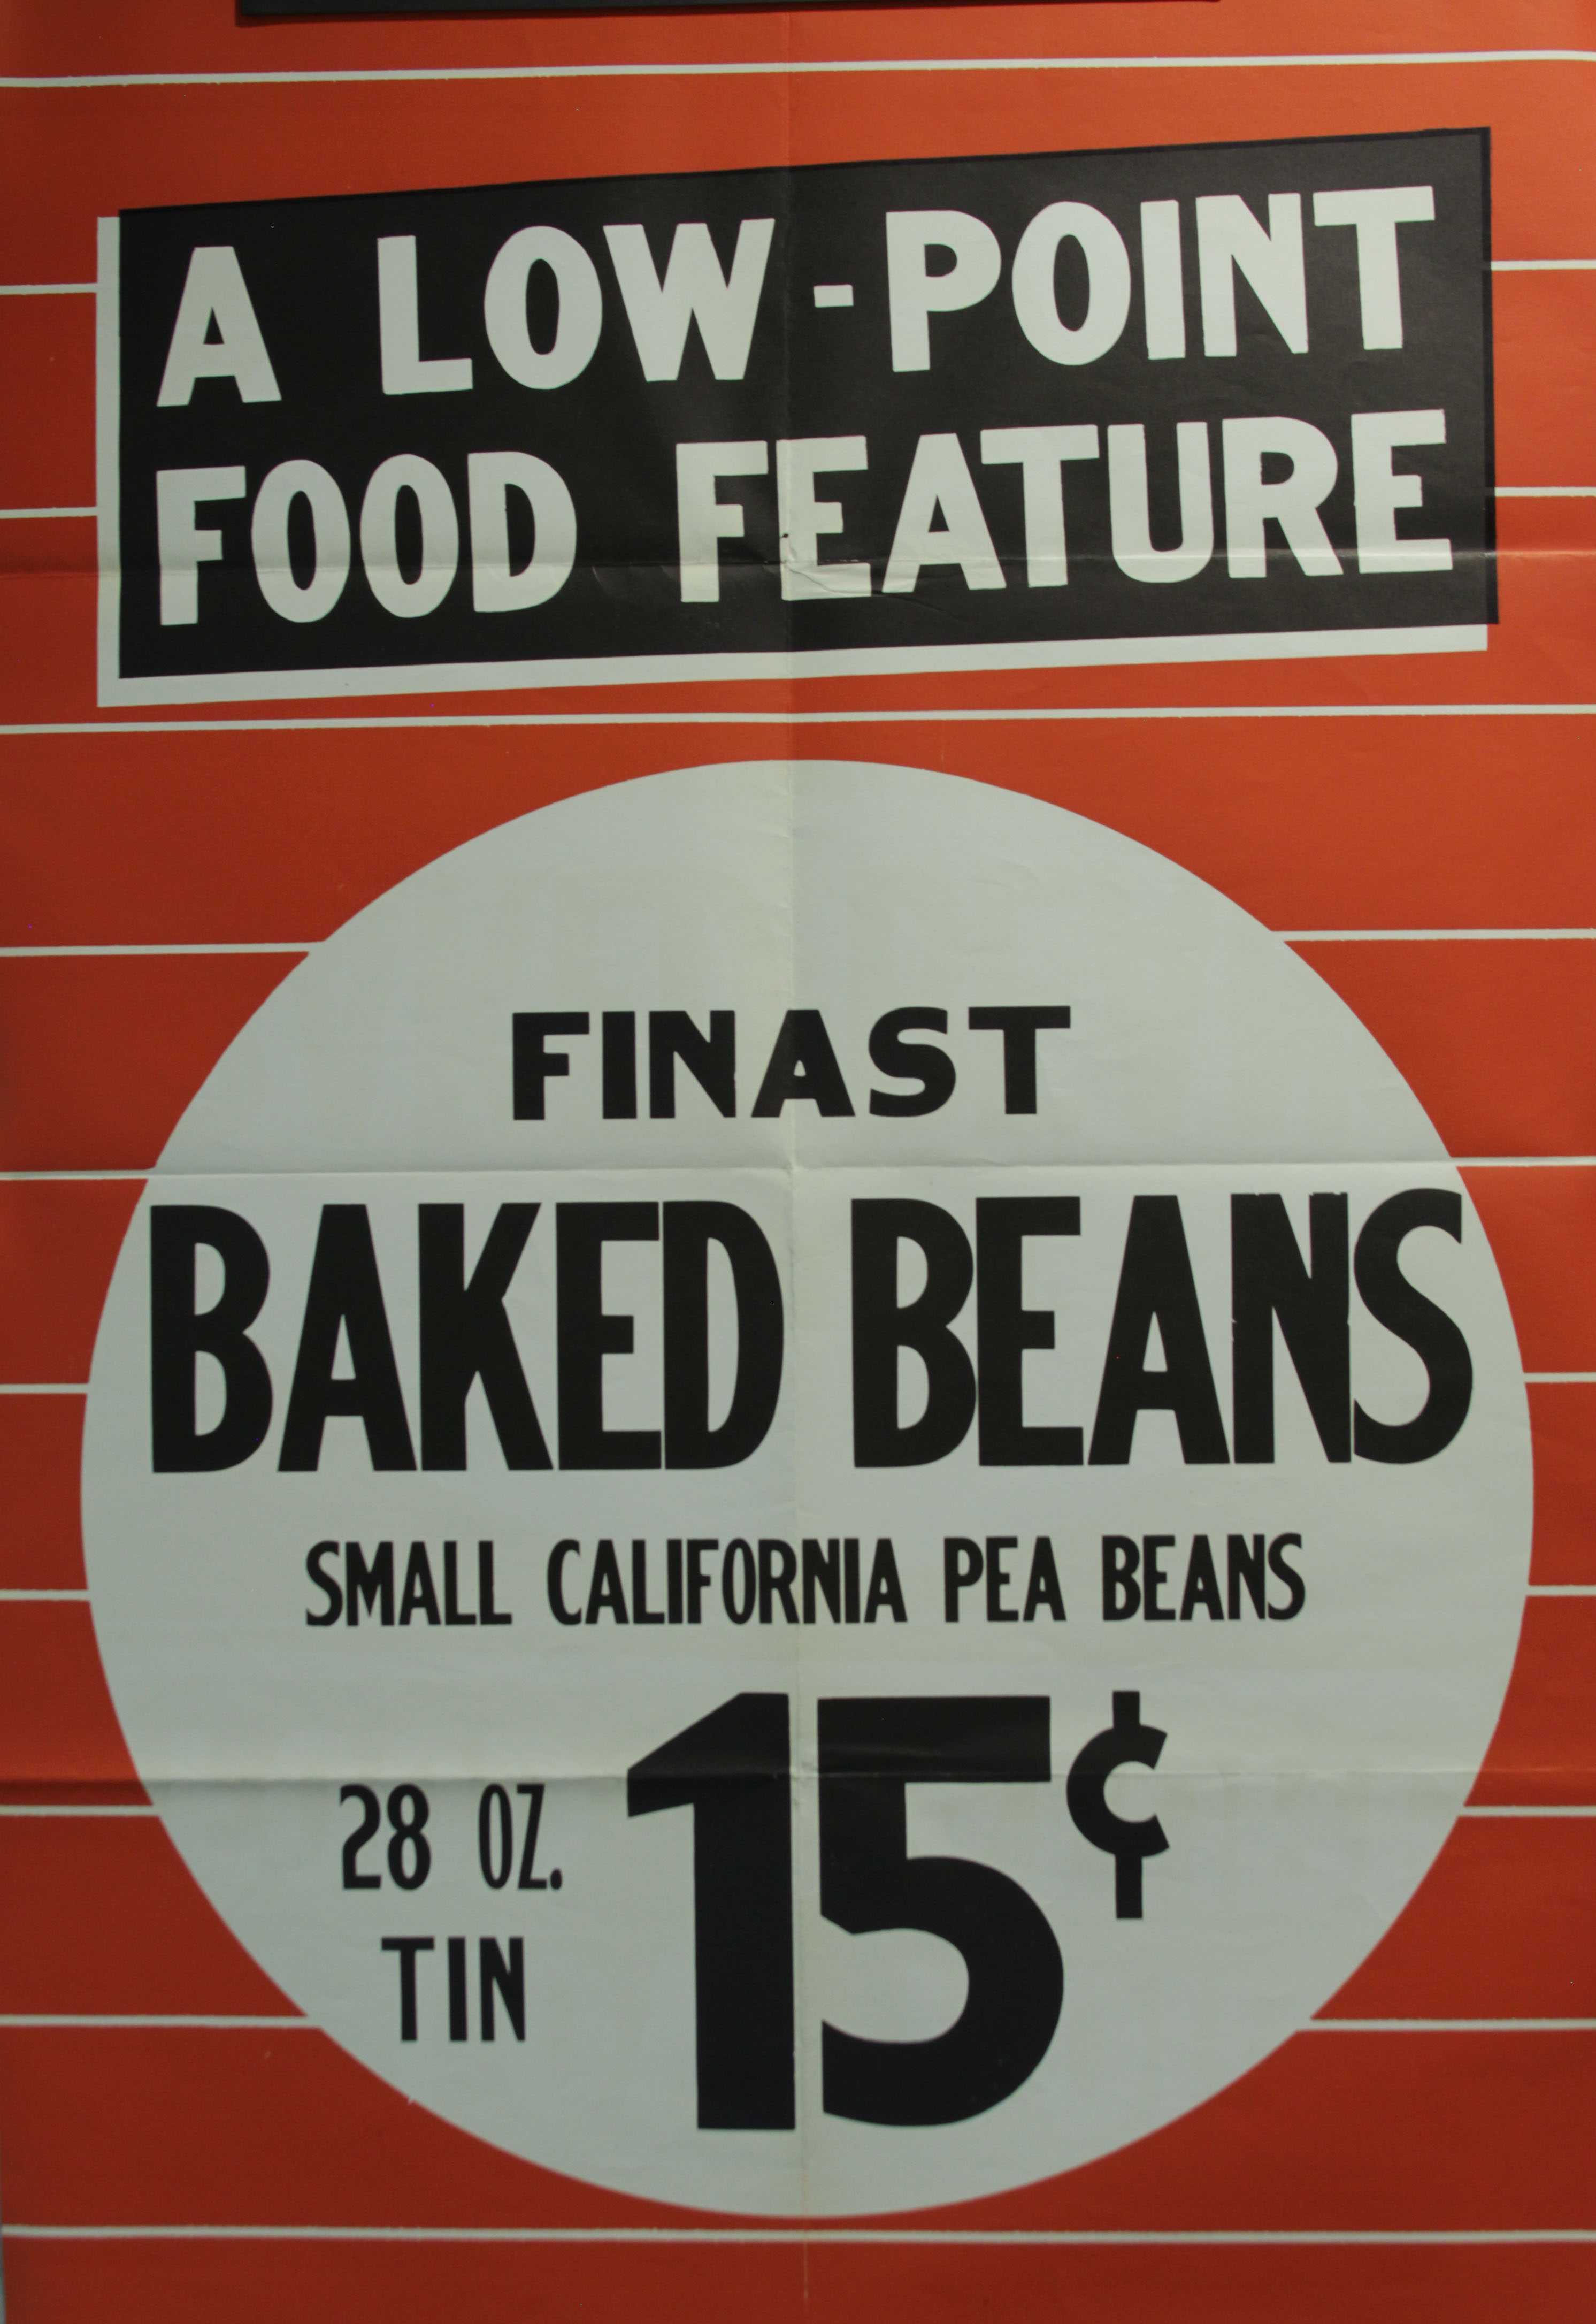 A LOW-POINT
FOOD FEATURE
FINAST
BAKED BEANS
SMALL CALIFORNIA PEA BEANS
28 OZ.
TIN
15¢